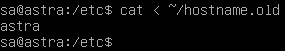 sa@astra:/etc$ cat < ~/hostname.old
astra
sa@astra:/etc$